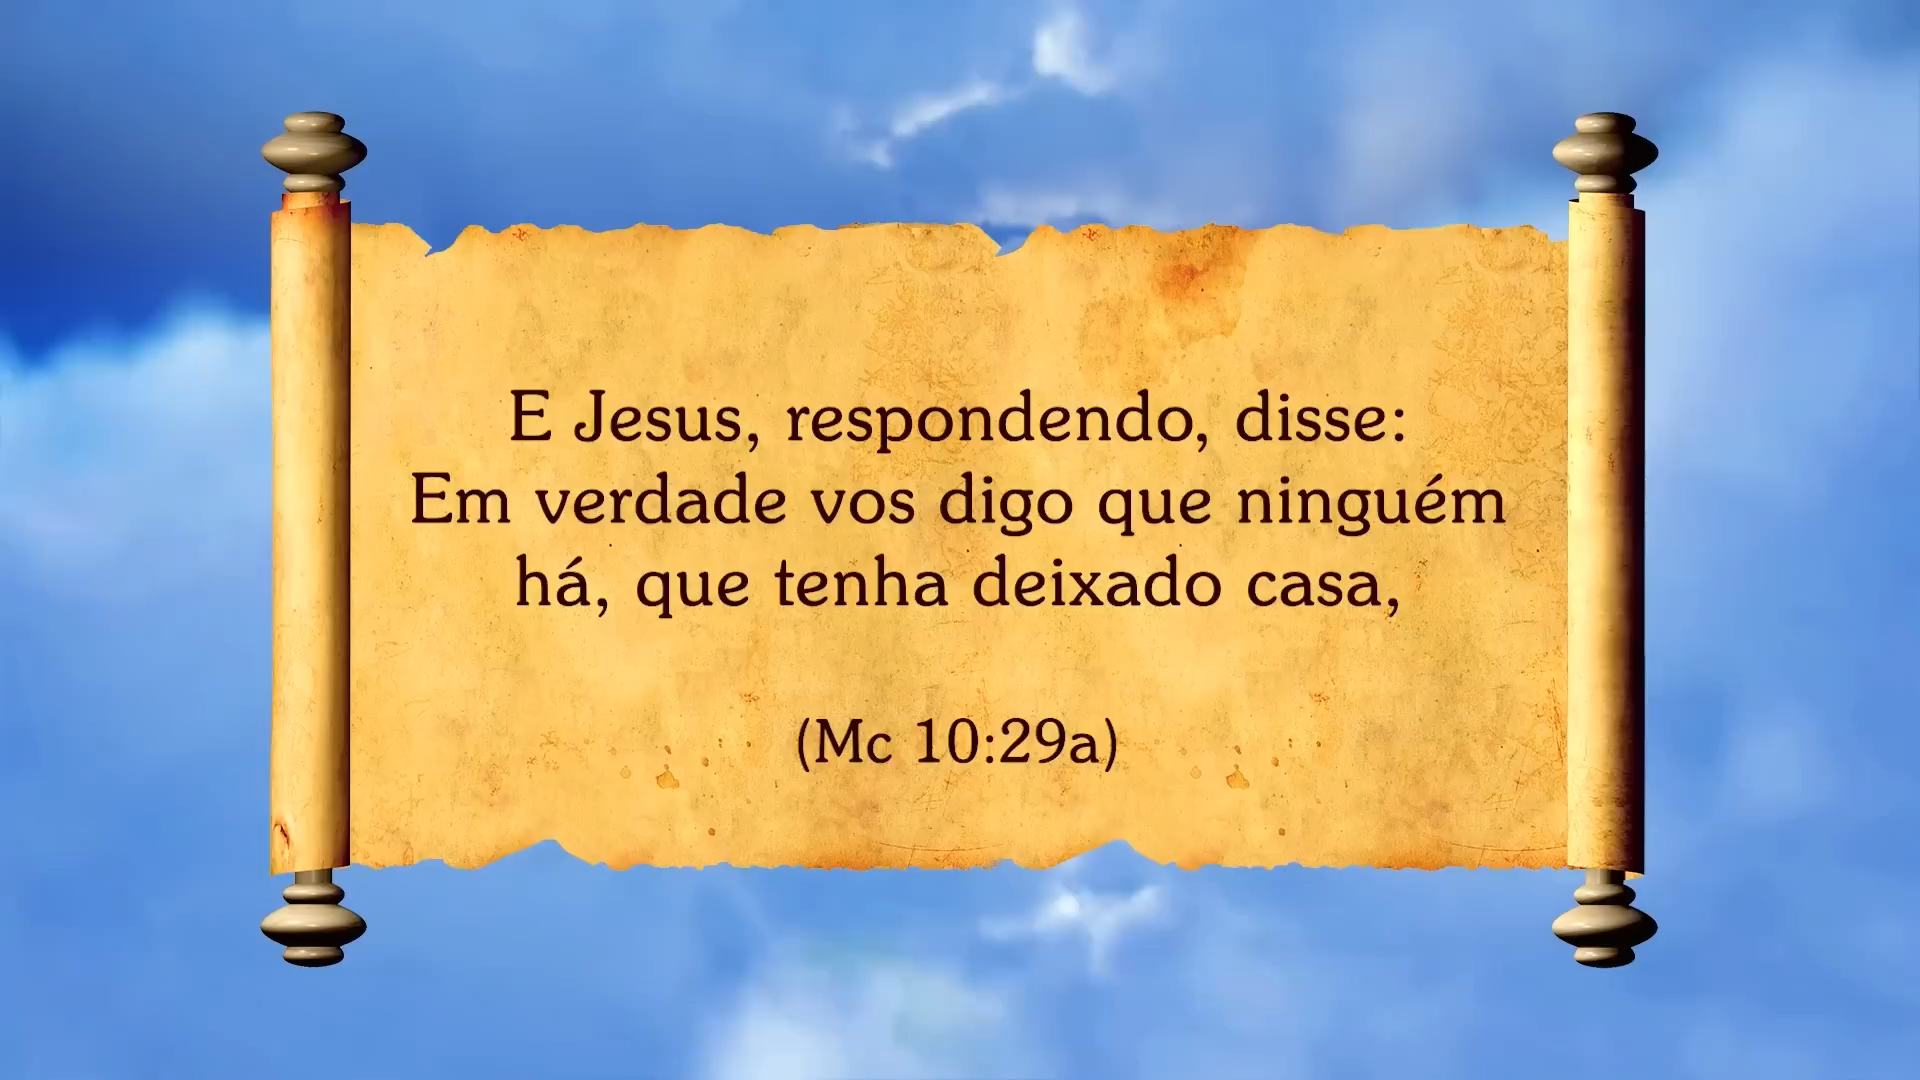 E Jesus, respondendo, disse:
Em verdade vos digo que ninguém
há, que tenha deixado casa,
(Mc 10:29a)